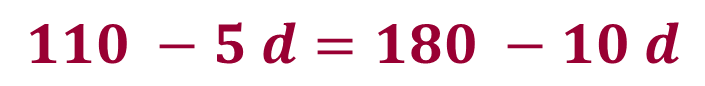 110 – 5 d = 180 – 10 d